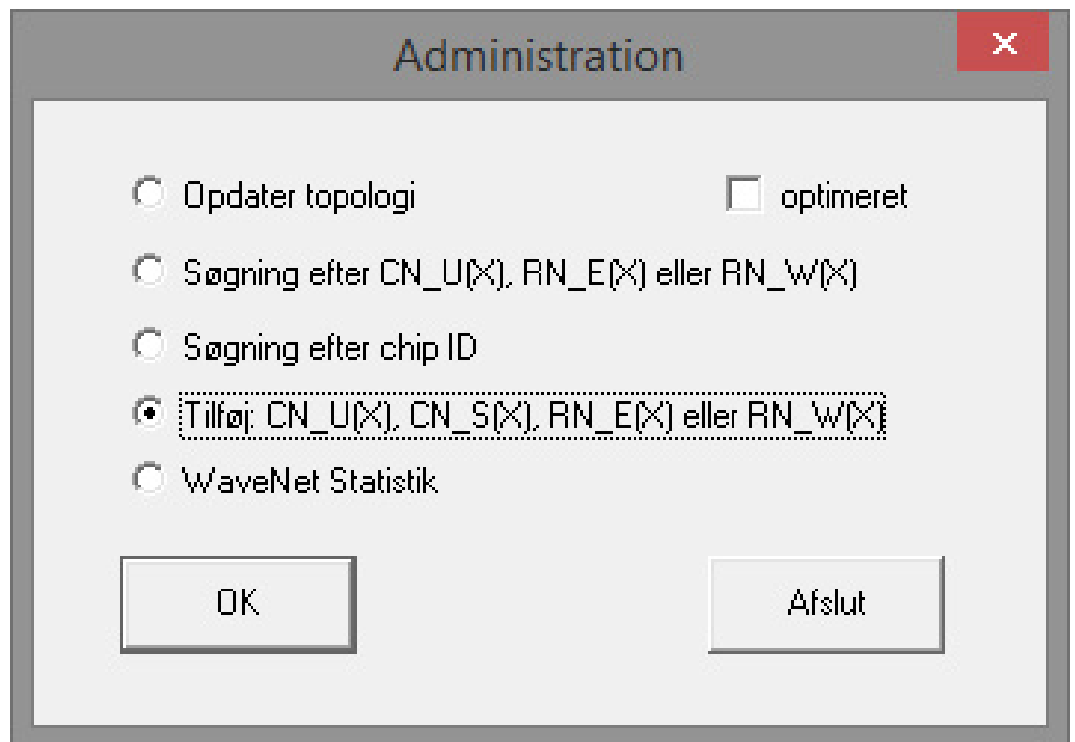 Administration
Opdater topologi
optimeret
Søgning efter CN_U(X), RN_E(X) eller RN_W(X)
Søgning efter chip ID
Tilføj: CN_U(X), CN_S(X), RN_E(X) eller RN_W(X)
WaveNet Statistik
OK
Afslut